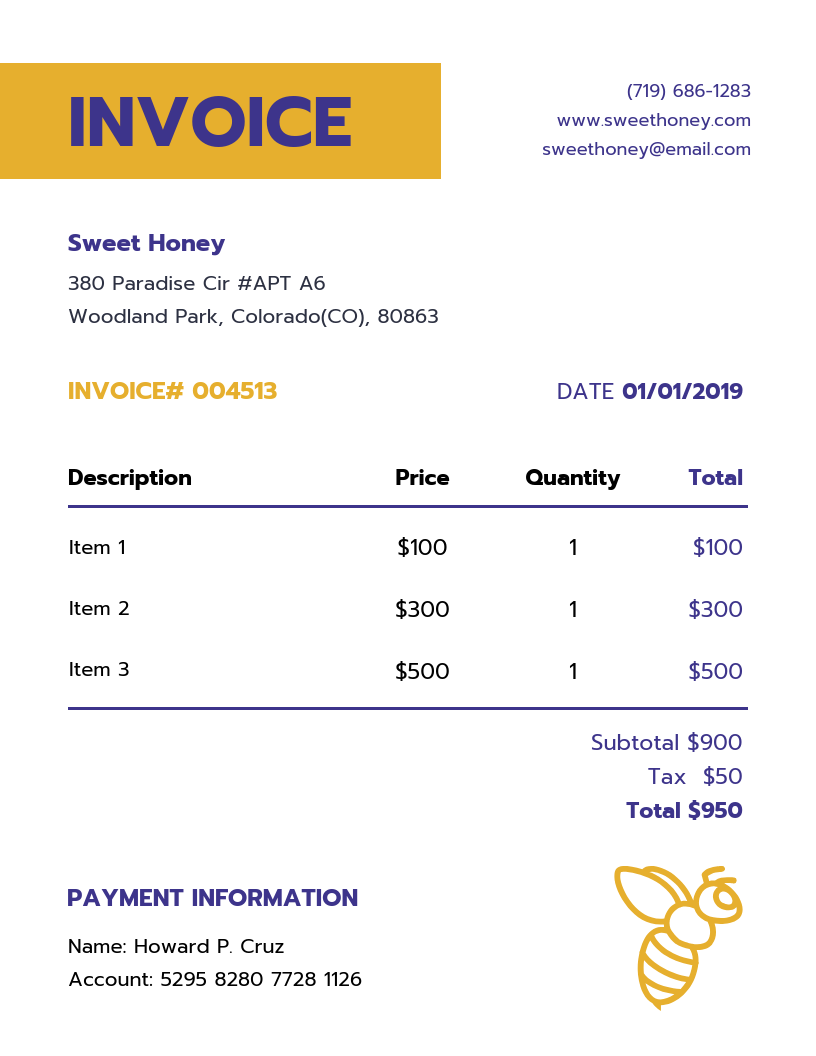 INVOICE
(719) 686-1283
www.sweethoney.com
sweethoney@email.com
Sweet Honey
380 Paradise Cir #APT A6
Woodland Park, Colorado(CO), 80863
INVOICE# 004513 DATE 01/01/2019
Description Price Quantity Total
Item 1 $100 1 $100
Item 2 $300 1 $300
Item 3 $500 1 $500
Subtotal $900
Tax $50
Total $950
PAYMENT INFORMATION
Name: Howard P. Cruz
Account: 5295 8280 7728 1126